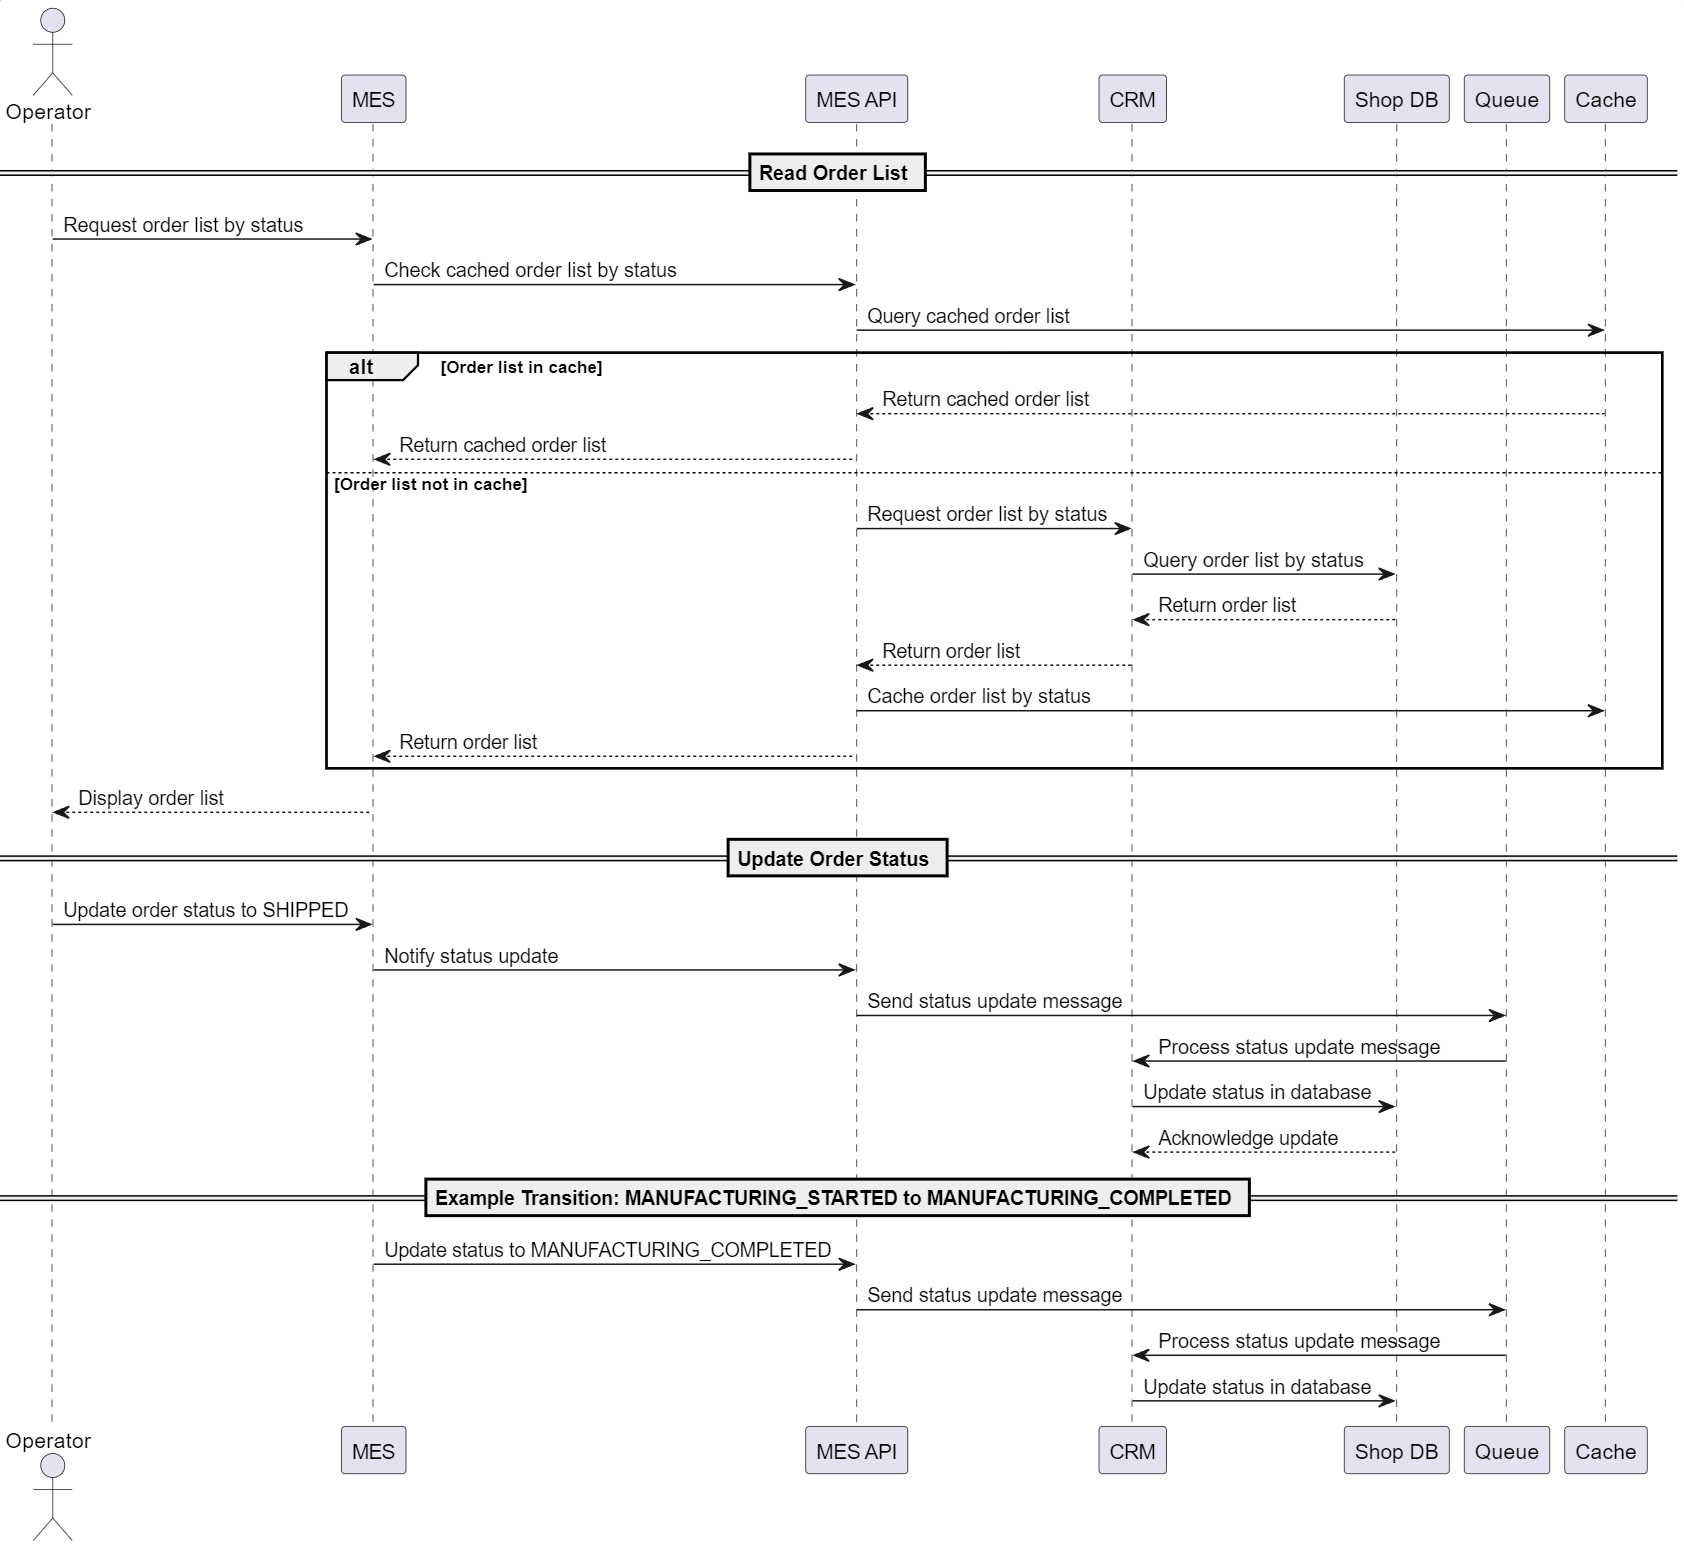 Operator
MES
MES API
CRM
Shop DB
Queue
Cache
Read Order List
Request order list by status
Check cached order list by status
Query cached order list
alt
[Order list in cache]
Return cached order list
Return cached order list
[Order list not in cache]
Request order list by status
Query order list by status
Return order list
Return order list
Cache order list by status
Return order list
Display order list
Update Order Status
Update order status to SHIPPED
Notify status update
Send status update message
Process status update message
Update status in database
Acknowledge update
Example Transition: MANUFACTURING_STARTED to MANUFACTURING_COMPLETED
Update status to MANUFACTURING_COMPLETED
Send status update message
Process status update message
Update status in database
Operator
MES
MES API
CRM
Shop DB
Queue
Cache